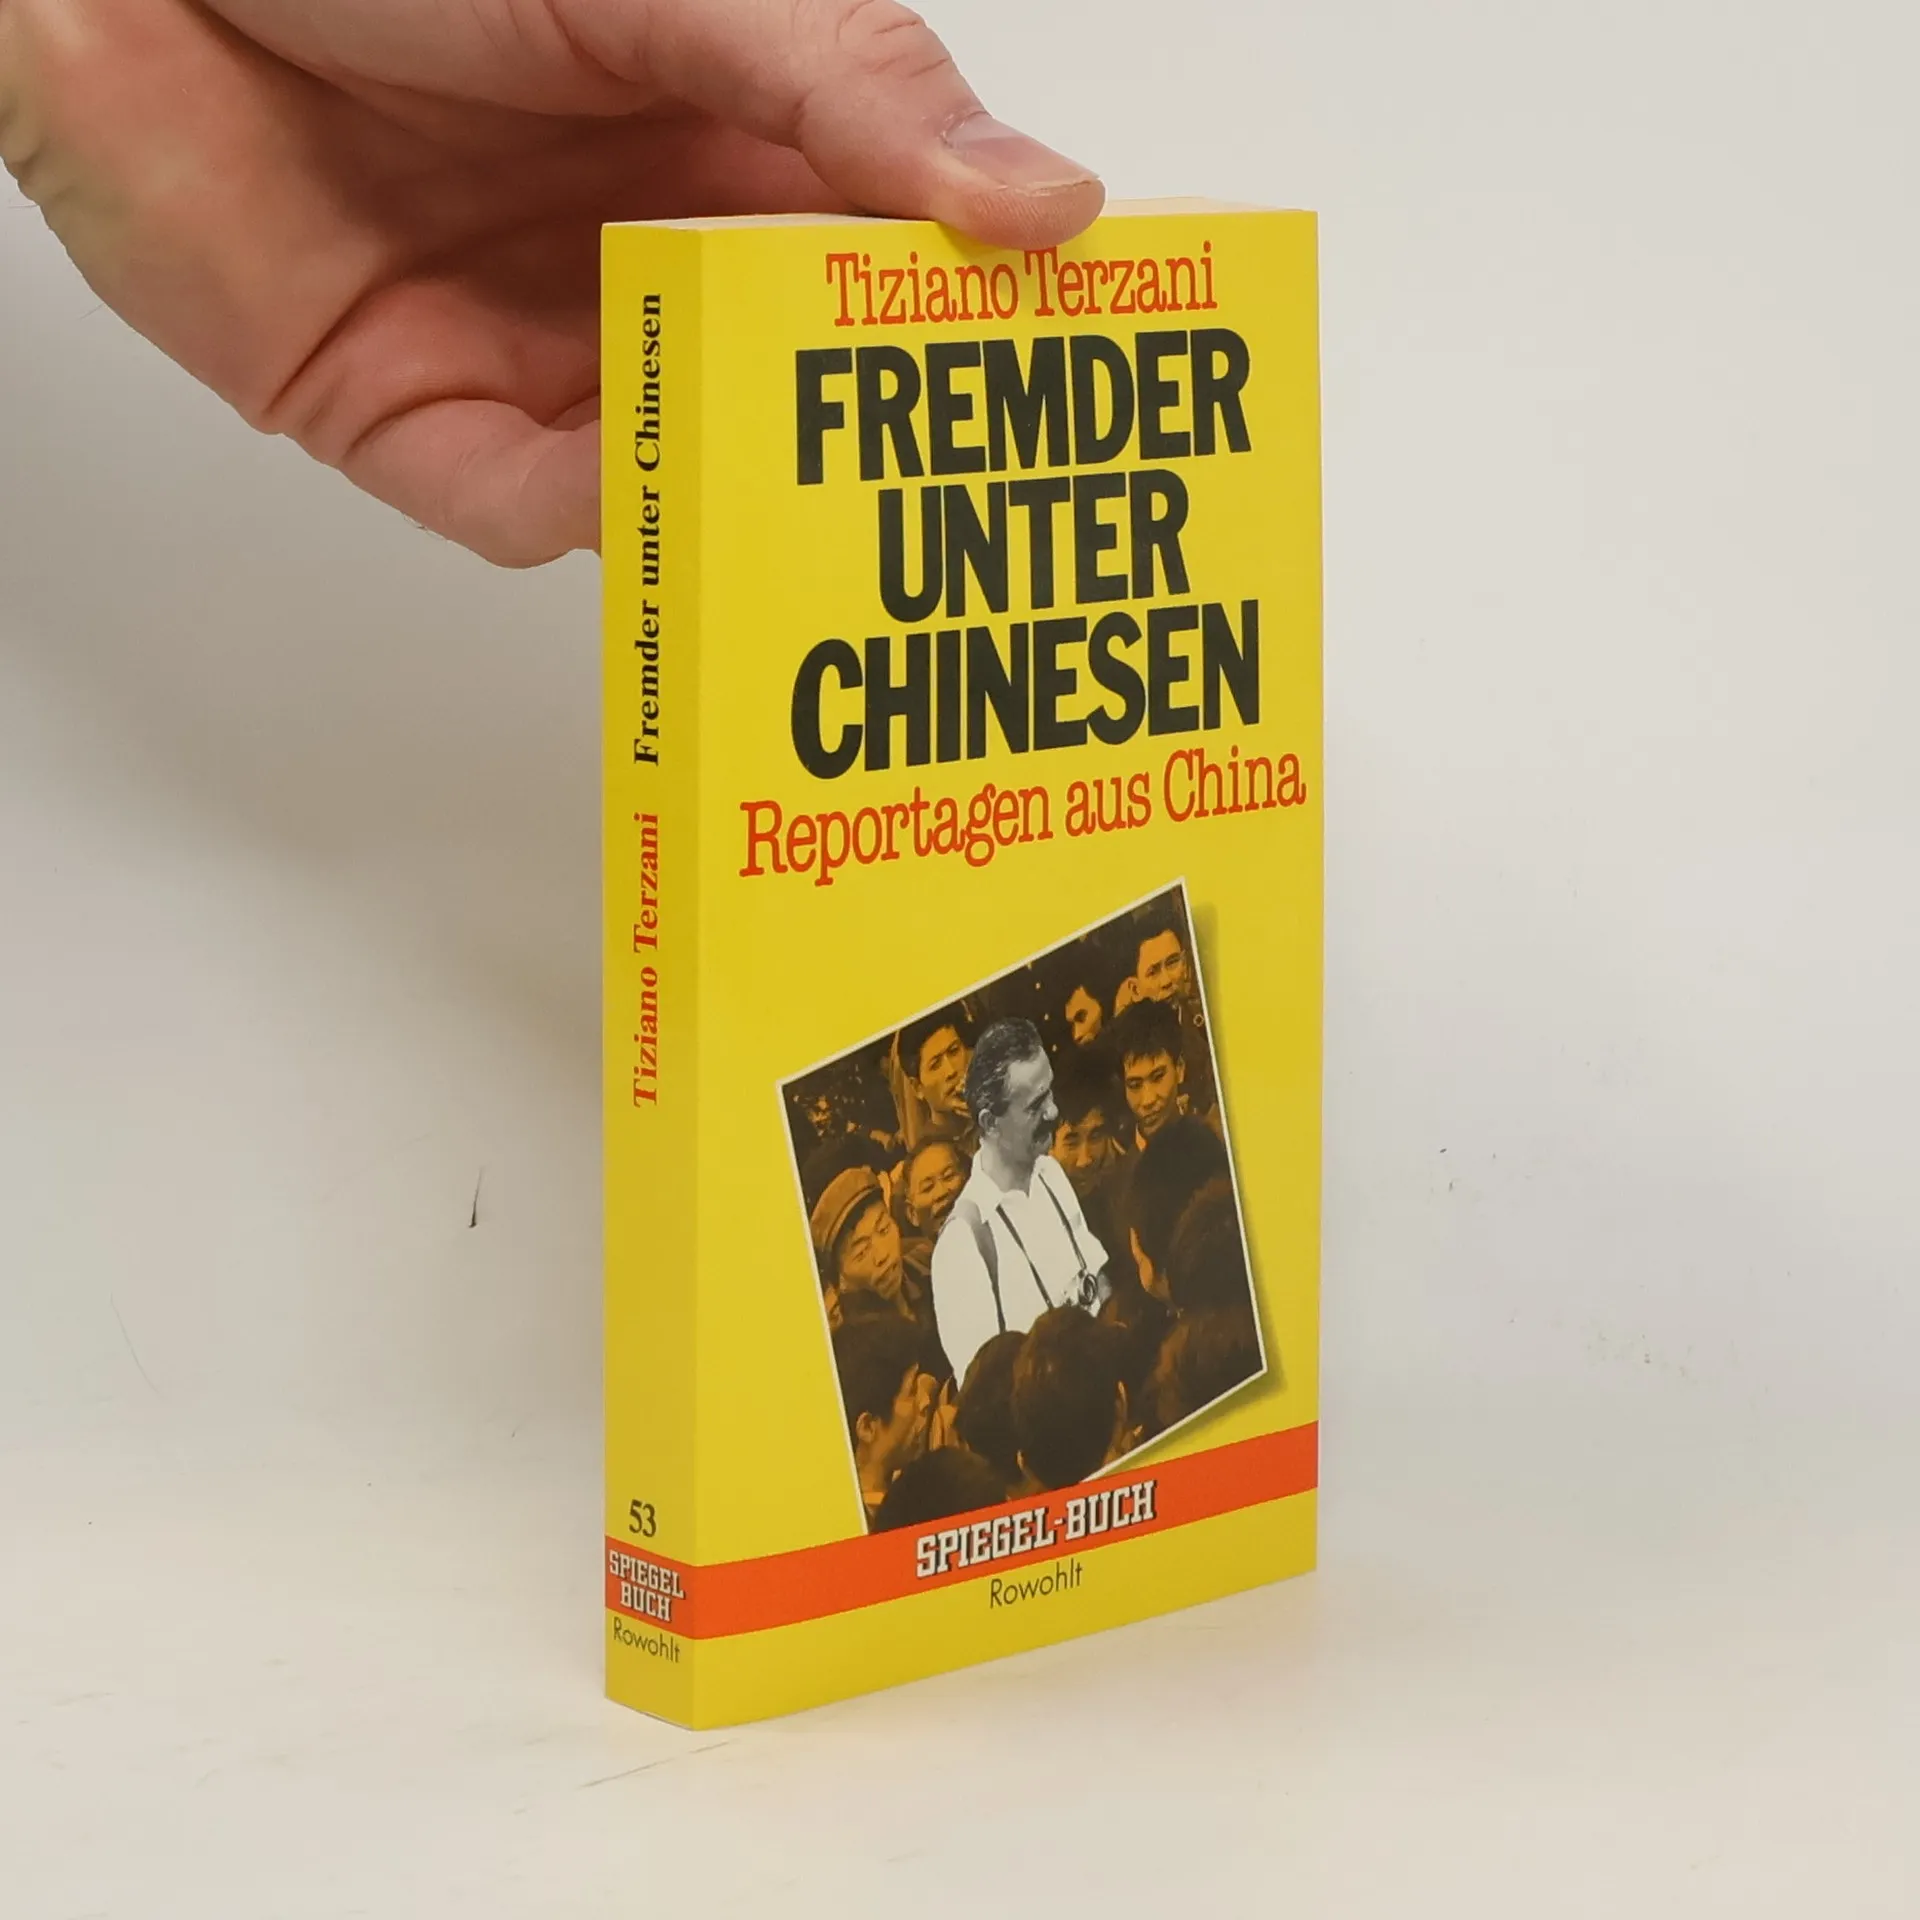 Tiziano Terzani
FREMDER
UNTER
CHINESEN
Reportagen aus China
SPIEGEL-BUCH
Rowohlt
Tiziano Terzani Fremder unter Chinesen
53
SPIEGEL
BUCH
Rowohlt